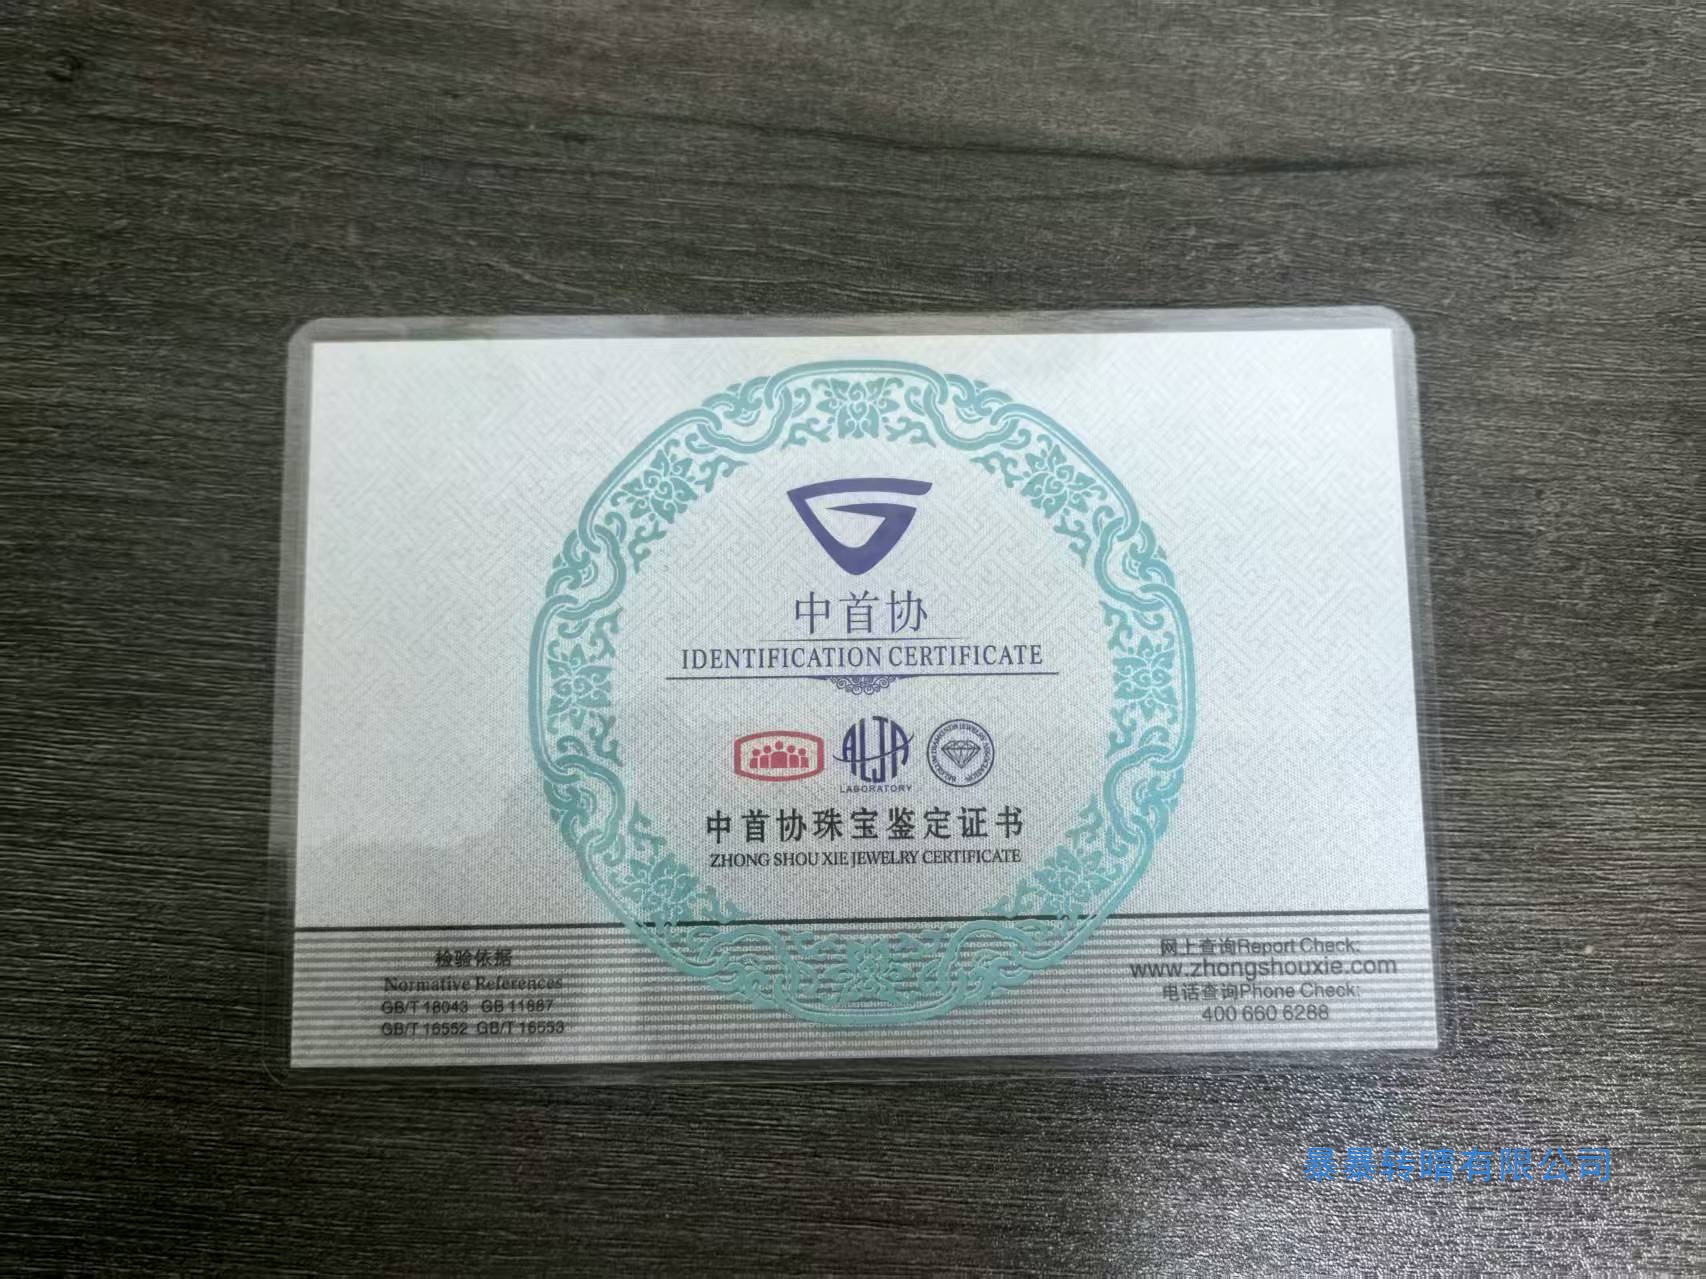 中首协
IDENTIFICATION CERTIFICATE
ALJA
LABORATORY
中首协珠宝鉴定证书
ZHONG SHOU XIE JEWELRY CERTIFICATE
检验依据
Normative References
GB/T 18043 GB 11887
GB/T 16552 GB/T 16553
网上查询Report Check:
www.zhongshouxie.com
电话查询Phone Check:
400 660 6288
暴暴转晴有限公司